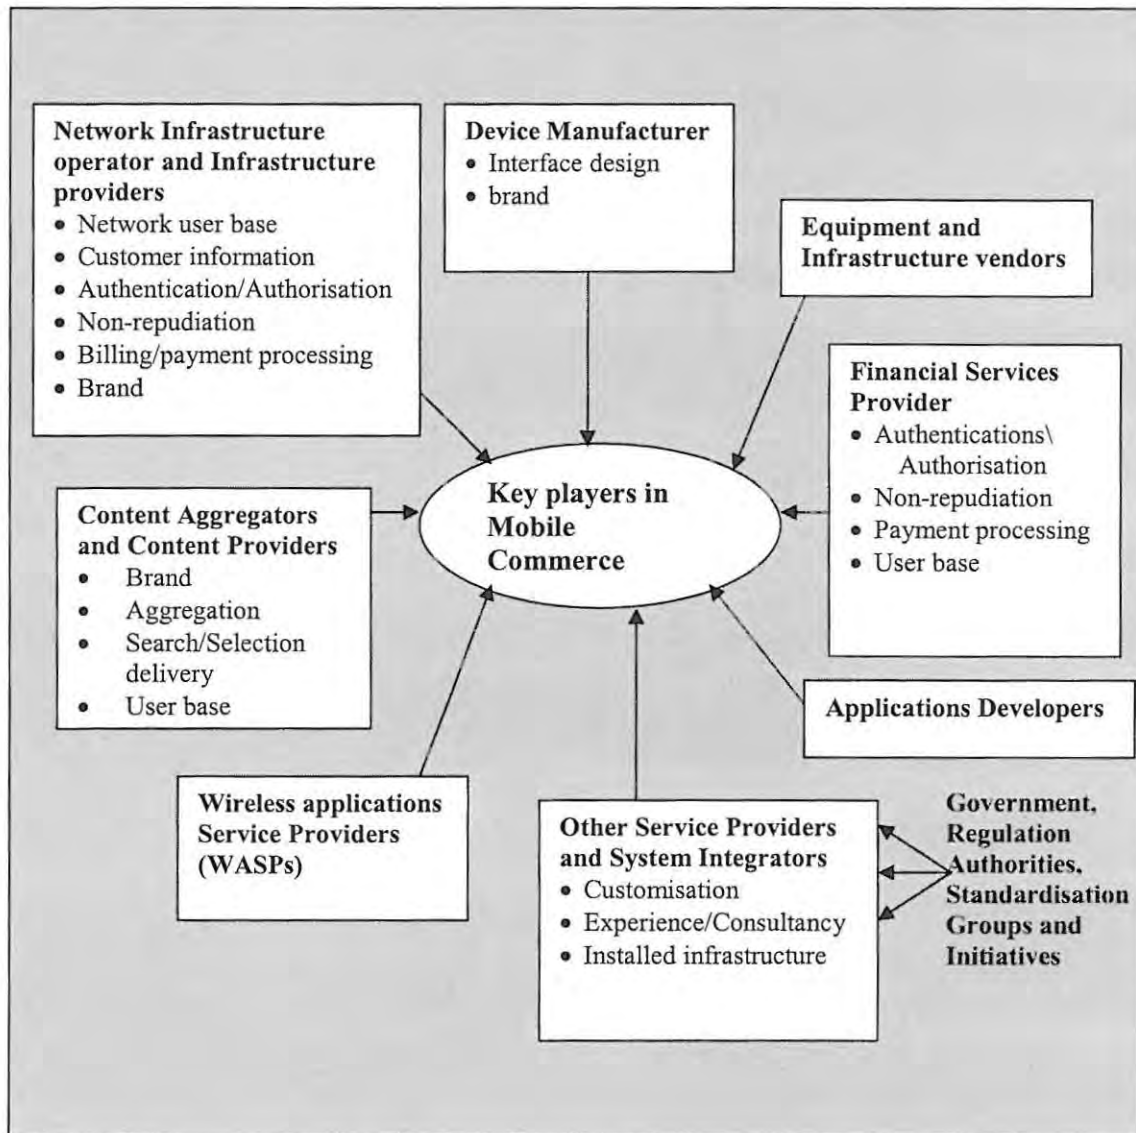 Network Infrastructure
operator and Infrastructure
providers
• Network user base
• Customer information
• Authentication/Authorisation
• Non-repudiation
• Billing/payment processing
• Brand
Device Manufacturer
• Interface design
• brand
Equipment and
Infrastructure vendors
Financial Services
Provider
• Authentications\
Authorisation
• Non-repudiation
• Payment processing
• User base
Key players in
Mobile
Commerce
Content Aggregators
and Content Providers
• Brand
• Aggregation
• Search/Selection
delivery
• User base
Applications Developers
Wireless applications
Service Providers
(WASPs)
Other Service Providers
and System Integrators
• Customisation
• Experience/Consultancy
• Installed infrastructure
Government,
Regulation
Authorities,
Standardisation
Groups and
Initiatives